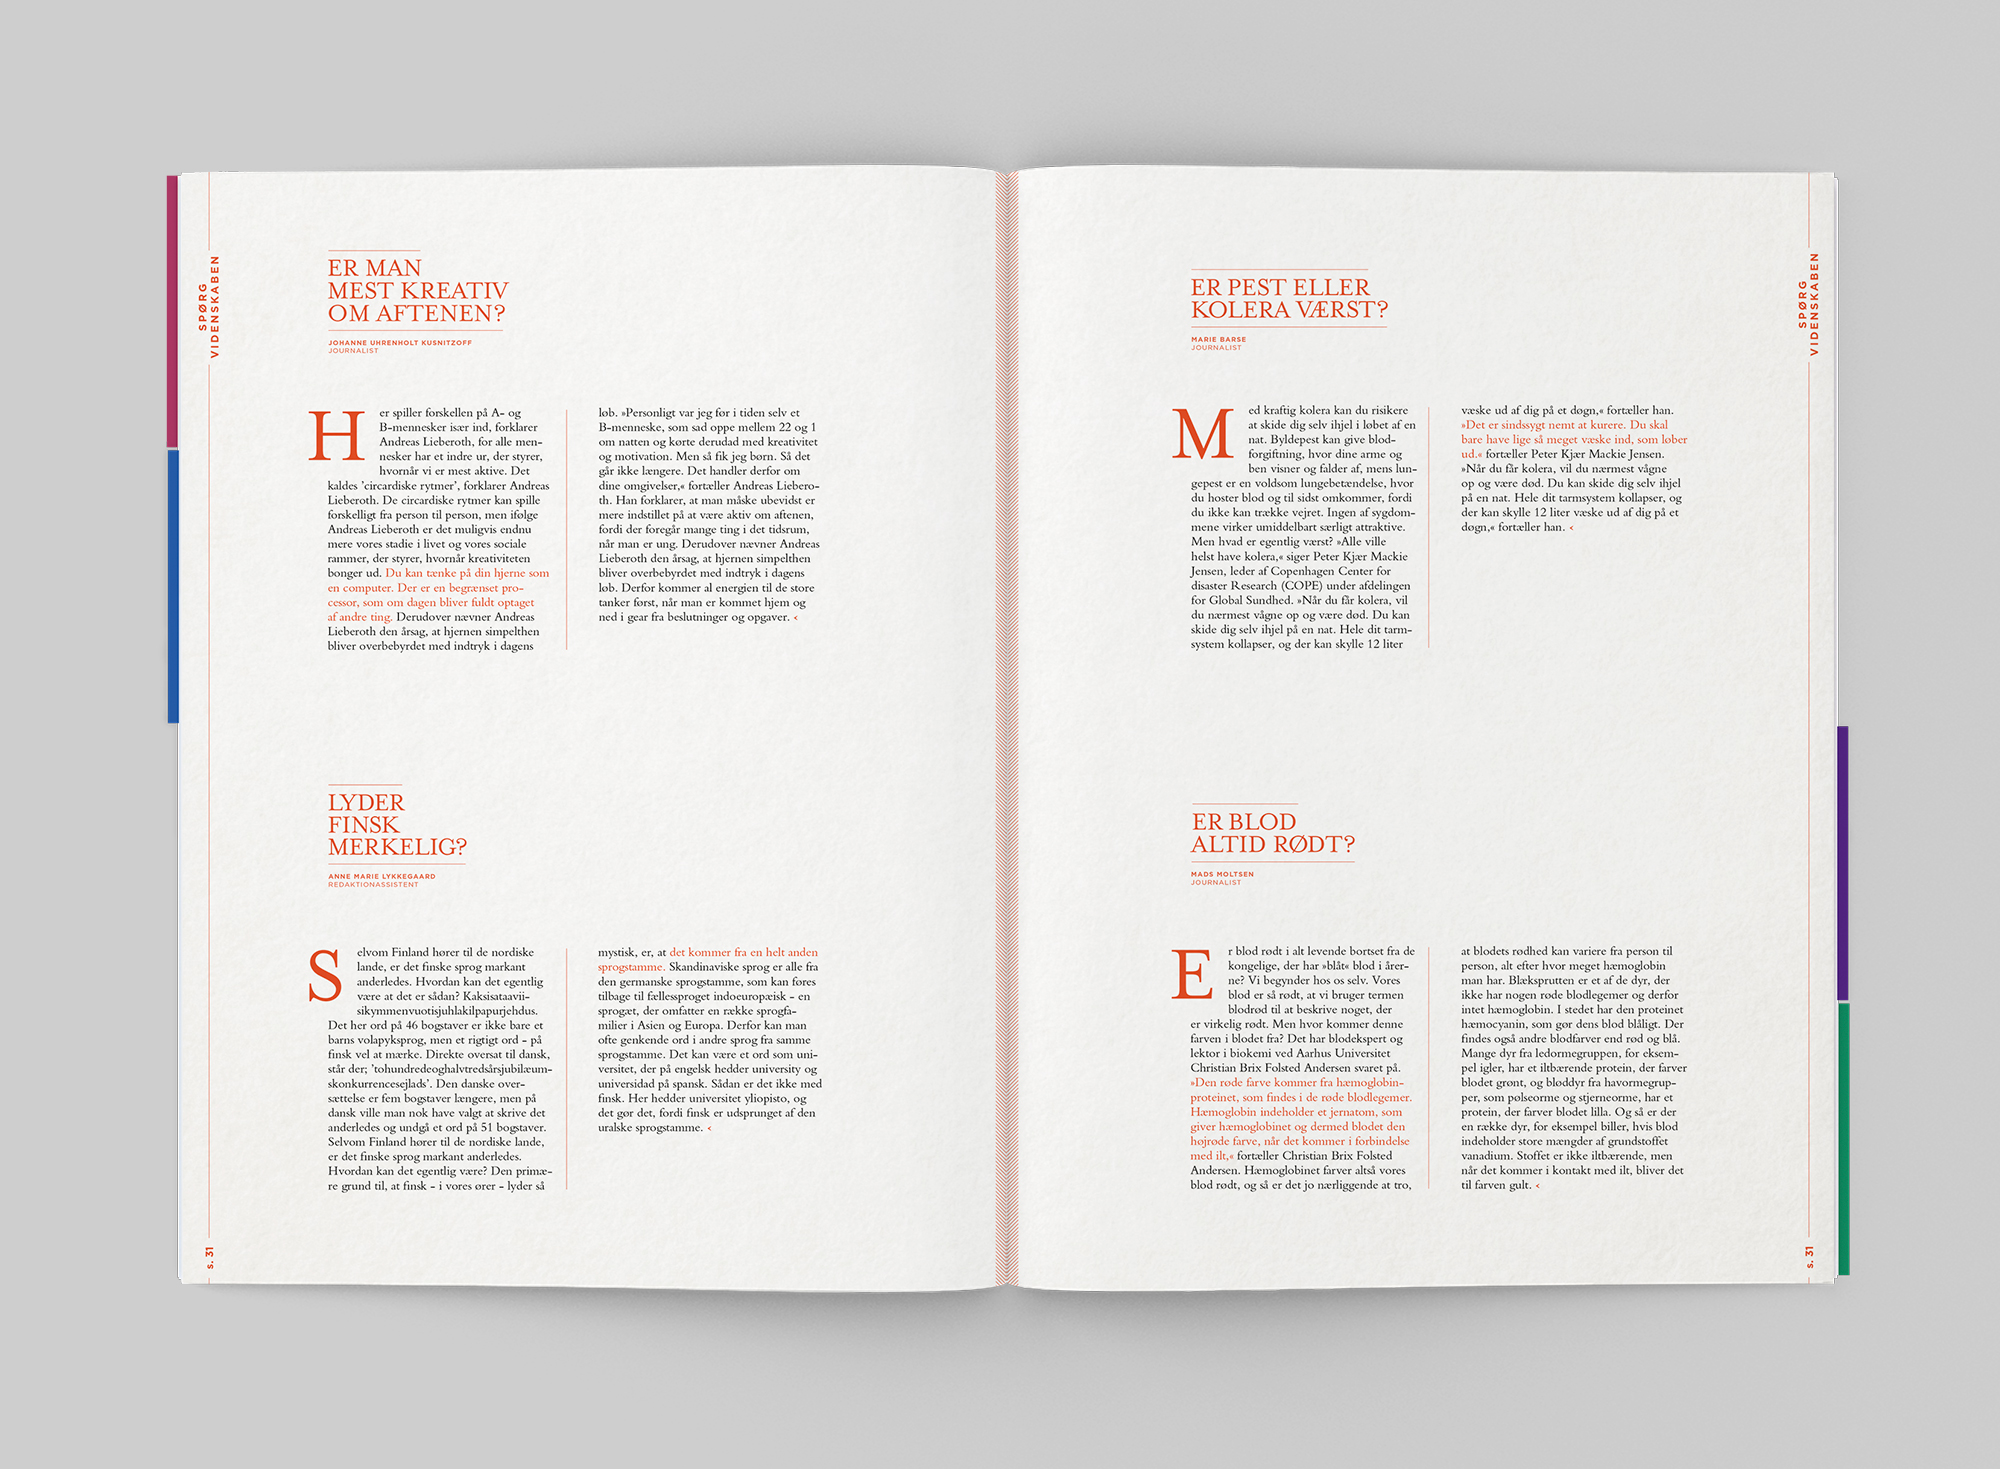 SPØRG
VIDENSKABEN
ER MAN
MEST KREATIV
OM AFTENEN?
JOHANNE UHRENHOLT KUSNITZOFF
JOURNALIST
Her spiller forskellen på A- og
B-mennesker især ind, forklarer
Andreas Lieberoth, for alle men-
nesker har et indre ur, der styrer,
hvornår vi er mest aktive. Det
kaldes ’circardiske rytmer’, forklarer Andreas
Lieberoth. De circardiske rytmer kan spille
forskelligt fra person til person, men ifølge
Andreas Lieberoth er det muligvis endnu
mere vores stadie i livet og vores sociale
rammer, der styrer, hvornår kreativiteten
bonger ud. Du kan tænke på din hjerne som
en computer. Der er en begrænset pro-
cessor, som om dagen bliver fuldt optaget
af andre ting. Derudover nævner Andreas
Lieberoth den årsag, at hjernen simpelthen
bliver overbebyrdet med indtryk i dagens
løb. »Personligt var jeg før i tiden selv et
B-menneske, som sad oppe mellem 22 og 1
om natten og kørte derudad med kreativitet
og motivation. Men så fik jeg børn. Så det
går ikke længere. Det handler derfor om
dine omgivelser,« fortæller Andreas Liebero-
th. Han forklarer, at man måske ubevidst er
mere indstillet på at være aktiv om aftenen,
fordi der foregår mange ting i det tidsrum,
når man er ung. Derudover nævner Andreas
Lieberoth den årsag, at hjernen simpelthen
bliver overbebyrdet med indtryk i dagens
løb. Derfor kommer al energien til de store
tanker først, når man er kommet hjem og
ned i gear fra beslutninger og opgaver. ‹
LYDER
FINSK
MERKELIG?
ANNE MARIE LYKKEGAARD
REDAKTIONASSISTENT
Selvom Finland hører til de nordiske
lande, er det finske sprog markant
anderledes. Hvordan kan det egentlig
være at det er sådan? Kaksisataavii-
sikymmenvuotisjuhlakilpapurjehdus.
Det her ord på 46 bogstaver er ikke bare et
barns volapyksprog, men et rigtigt ord - på
finsk vel at mærke. Direkte oversat til dansk,
står der; ’tohundredeoghalvtredsårsjubilæum-
skonkurrencesejlads’. Den danske over-
sættelse er fem bogstaver længere, men på
dansk ville man nok have valgt at skrive det
anderledes og undgå et ord på 51 bogstaver.
Selvom Finland hører til de nordiske lande,
er det finske sprog markant anderledes.
Hvordan kan det egentlig være? Den primæ-
re grund til, at finsk - i vores ører - lyder så
mystisk, er, at det kommer fra en helt anden
sprogstamme. Skandinaviske sprog er alle fra
den germanske sprogstamme, som kan føres
tilbage til fællessproget indoeuropæisk - en
sproget, der omfatter en række sprogfa-
milier i Asien og Europa. Derfor kan man
ofte genkende ord i andre sprog fra samme
sprogstamme. Det kan være et ord som uni-
versitet, der på engelsk hedder university og
universidad på spansk. Sådan er det ikke med
finsk. Her hedder universitet yliopisto, og
det gør det, fordi finsk er udsprunget af den
uralske sprogstamme. ‹
s. 31
ER PEST ELLER
KOLERA VÆRST?
MARIE BARSE
JOURNALIST
Med kraftig kolera kan du risikere
at skide dig selv ihjel i løbet af en
nat. Byldepest kan give blod-
forgiftning, hvor dine arme og
ben visner og falder af, mens lun-
gepest er en voldsom lungebetændelse, hvor
du hoster blod og til sidst omkommer, fordi
du ikke kan trække vejret. Ingen af sygdom-
mene virker umiddelbart særligt attraktive.
Men hvad er egentlig værst? »Alle ville
helst have kolera,« siger Peter Kjær Mackie
Jensen, leder af Copenhagen Center for
disaster Research (COPE) under afdelingen
for Global Sundhed. »Når du får kolera, vil
du nærmest vågne op og være død. Du kan
skide dig selv ihjel på en nat. Hele dit tarm-
system kollapser, og der kan skylle 12 liter
væske ud af dig på et døgn,« fortæller han.
»Det er sindssygt nemt at kurere. Du skal
bare have lige så meget væske ind, som løber
ud.« fortæller Peter Kjær Mackie Jensen.
»Når du får kolera, vil du nærmest vågne
op og være død. Du kan skide dig selv ihjel
på en nat. Hele dit tarmsystem kollapser, og
der kan skylle 12 liter væske ud af dig på et
døgn,« fortæller han. ‹
ER BLOD
ALTID RØDT?
MADS MOLTSEN
JOURNALIST
Er blod rødt i alt levende bortset fra de
kongelige, der har »blåt« blod i årer-
ne? Vi begynder hos os selv. Vores
blod er så rødt, at vi bruger termen
blodrød til at beskrive noget, der
er virkelig rødt. Men hvor kommer denne
farven i blodet fra? Det har blodekspert og
lektor i biokemi ved Aarhus Universitet
Christian Brix Folsted Andersen svaret på.
»Den røde farve kommer fra hæmoglobin-
proteinet, som findes i de røde blodlegemer.
Hæmoglobin indeholder et jernatom, som
giver hæmoglobinet og dermed blodet den
højrøde farve, når det kommer i forbindelse
med ilt,« fortæller Christian Brix Folsted
Andersen. Hæmoglobinet farver altså vores
blod rødt, og så er det jo nærliggende at tro,
at blodets rødhed kan variere fra person til
person, alt efter hvor meget hæmoglobin
man har. Blæksprutten er et af de dyr, der
ikke har nogen røde blodlegemer og derfor
intet hæmoglobin. I stedet har den proteinet
hæmocyanin, som gør dens blod blåligt. Der
findes også andre blodfarver end rød og blå.
Mange dyr fra ledormegruppen, for eksem-
pel igler, har et iltbærende protein, der farver
blodet grønt, og bløddyr fra havormegrup-
per, som pølseorme og stjerneorme, har et
protein, der farver blodet lilla. Og så er der
en række dyr, for eksempel biller, hvis blod
indeholder store mængder af grundstoffet
vanadium. Stoffet er ikke iltbærende, men
når det kommer i kontakt med ilt, bliver det
til farven gult. ‹
SPØRG
VIDENSKABEN
s. 31